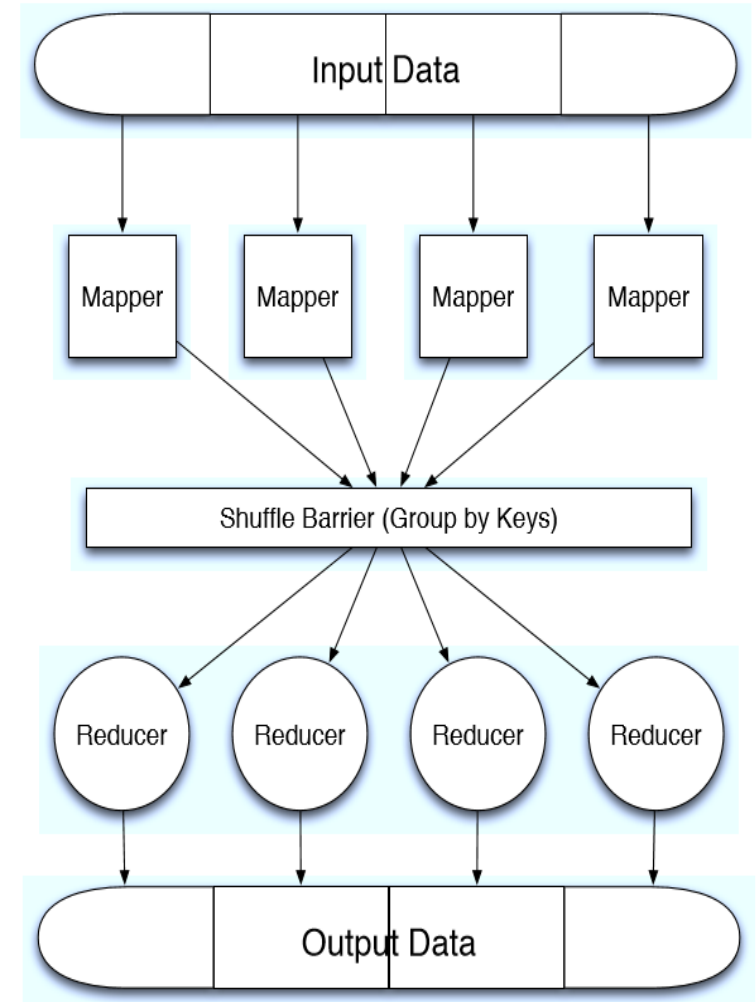 Input Data
Mapper
Mapper
Mapper
Mapper
Shuffle Barrier (Group by Keys)
Reducer
Reducer
Reducer
Reducer
Output Data